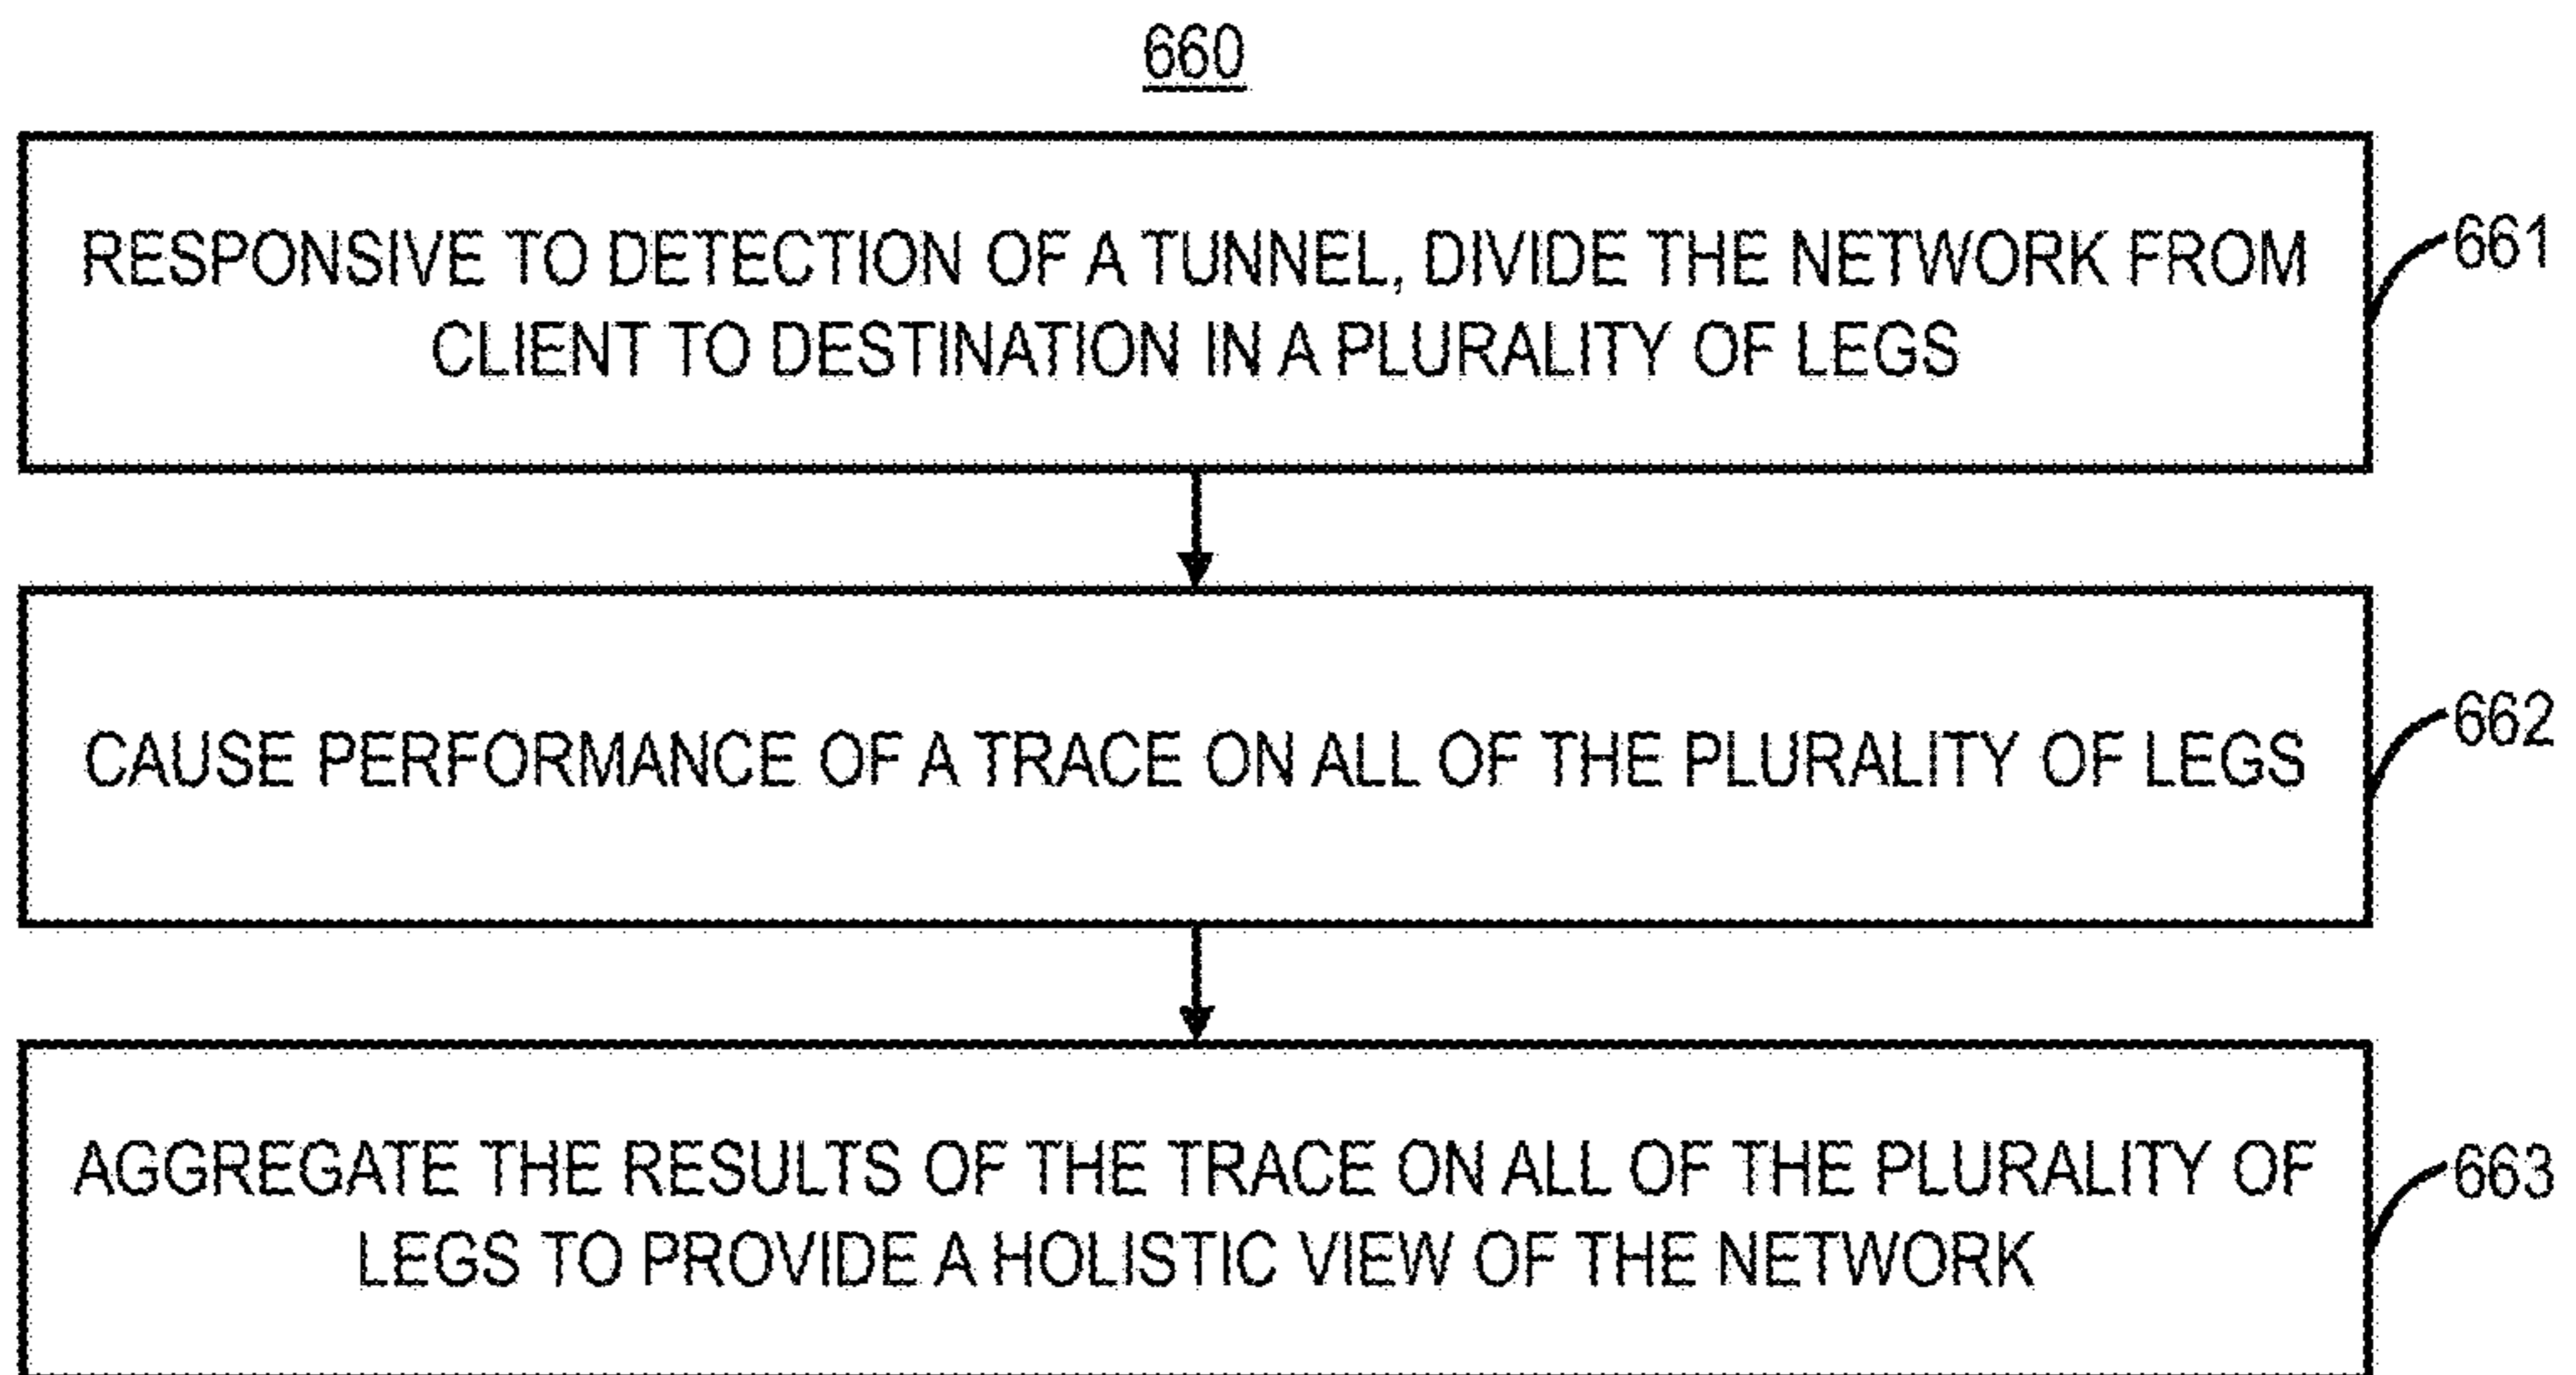 660
RESPONSIVE TO DETECTION OF A TUNNEL, DIVIDE THE NETWORK FROM
CLIENT TO DESTINATION IN A PLURALITY OF LEGS
661
CAUSE PERFORMANCE OF A TRACE ON ALL OF THE PLURALITY OF LEGS
662
AGGREGATE THE RESULTS OF THE TRACE ON ALL OF THE PLURALITY OF
LEGS TO PROVIDE A HOLISTIC VIEW OF THE NETWORK
663